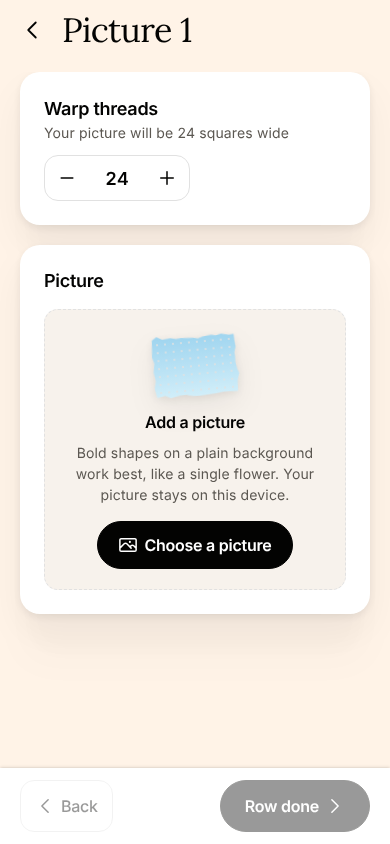 Picture 1
Warp threads
Your picture will be 24 squares wide
24
Picture
Add a picture
Bold shapes on a plain background
work best, like a single flower. Your
picture stays on this device.
Choose a picture
Back
Row done